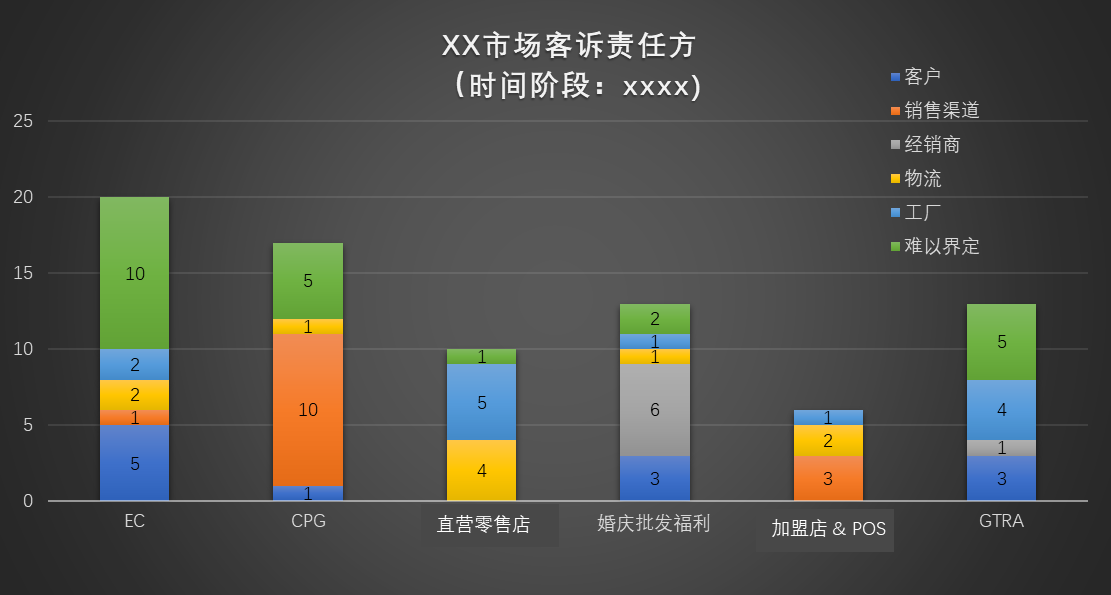 XX市场客诉责任方
（时间阶段：xxxx)
客户
销售渠道
经销商
物流
工厂
难以界定
25
20
15
10
5
0
10
2
2
1
5
5
1
10
1
1
5
4
2
1
1
6
3
1
2
3
5
4
1
3
EC
CPG
直营零售店
婚庆批发福利
加盟店 & POS
GTRA